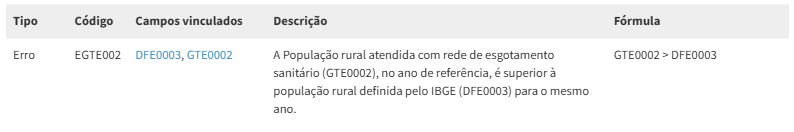 Tipo Código Campos vinculados Descrição Fórmula
Erro EGTE002 DFE0003, GTE0002 A População rural atendida com rede de esgotamento GTE0002 > DFE0003
sanitário (GTE0002), no ano de referência, é superior à
população rural definida pelo IBGE (DFE0003) para o mesmo
ano.